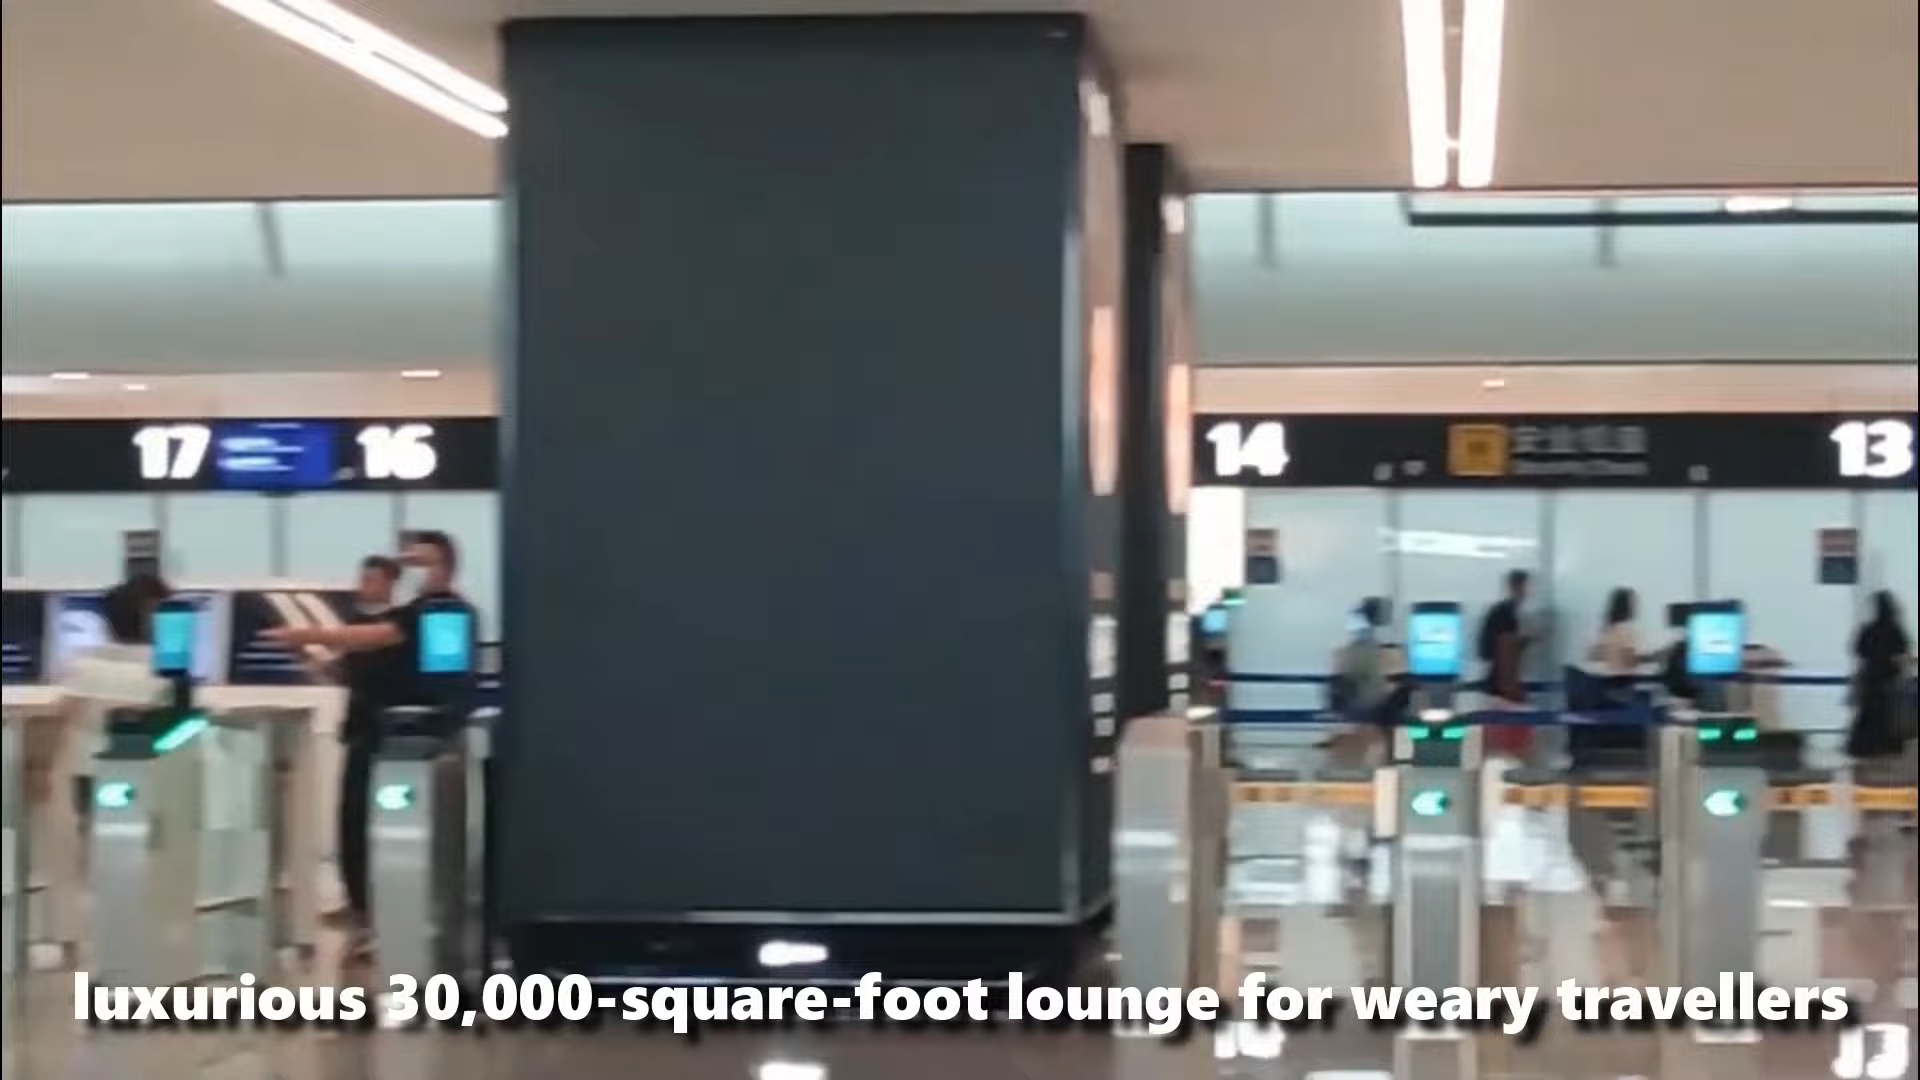 17 16 14 13
luxurious 30,000-square-foot lounge for weary travellers